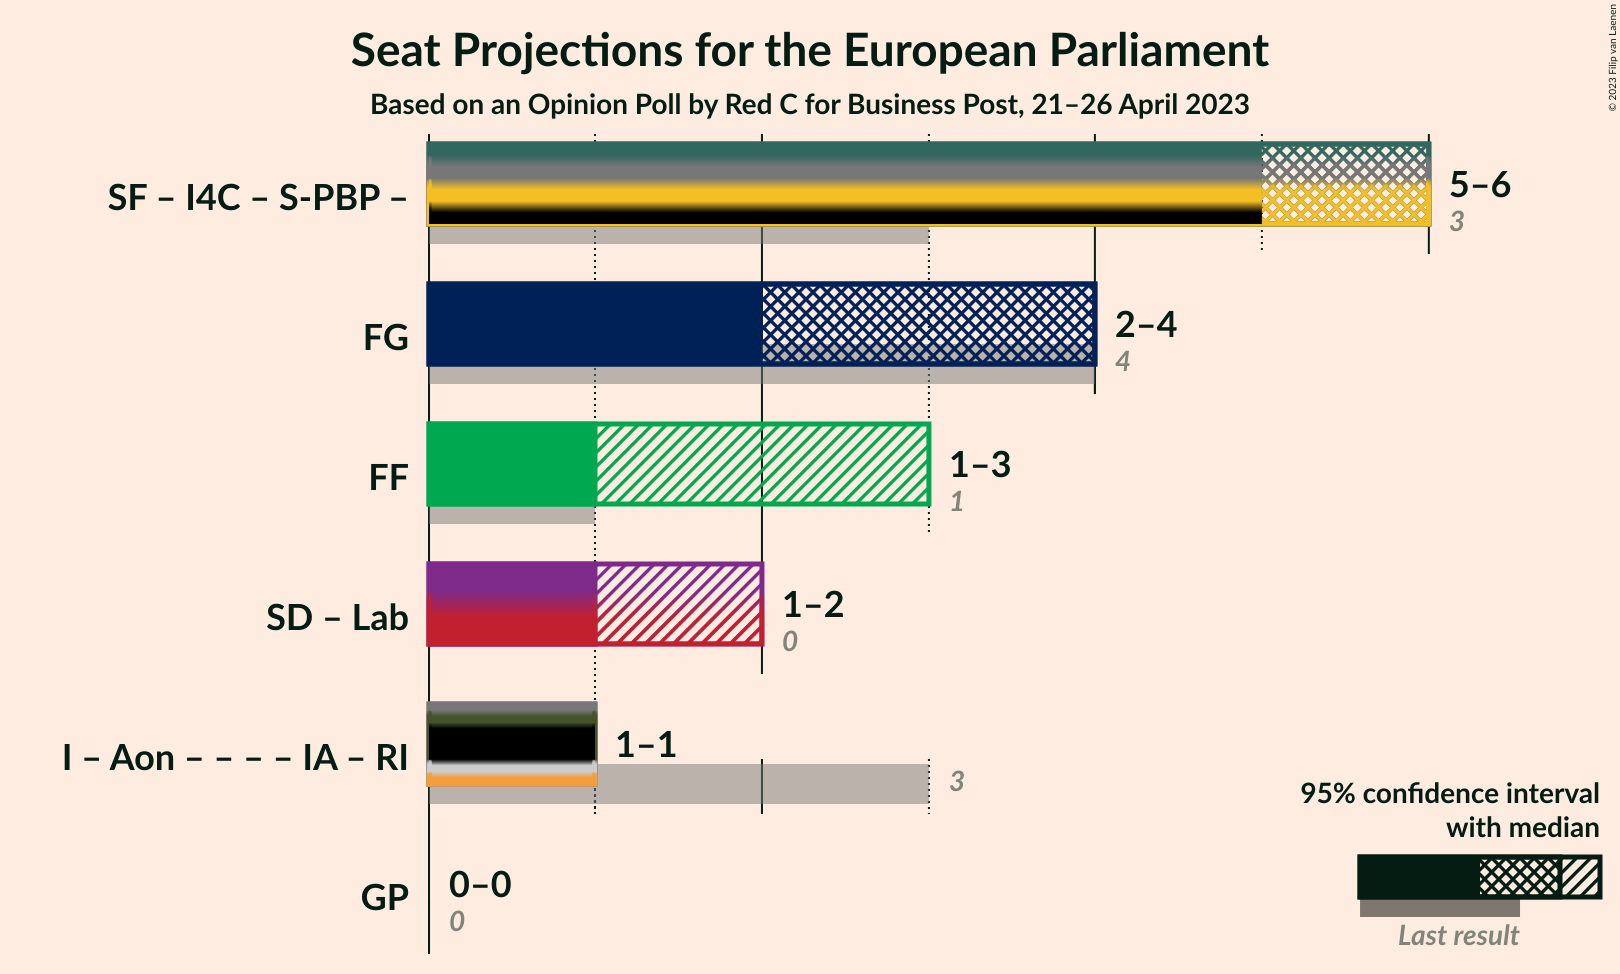 Seat Projections for the European Parliament
Based on an Opinion Poll by Red C for Business Post, 21–26 April 2023
© 2023 Filip van Laenen
SF – I4C – S-PBP –
5–6
3
FG
2–4
4
FF
1–3
1
SD – Lab
1–2
0
I – Aon – – – – IA – RI
1–1
3
GP
0–0
0
95% confidence interval
with median
Last result